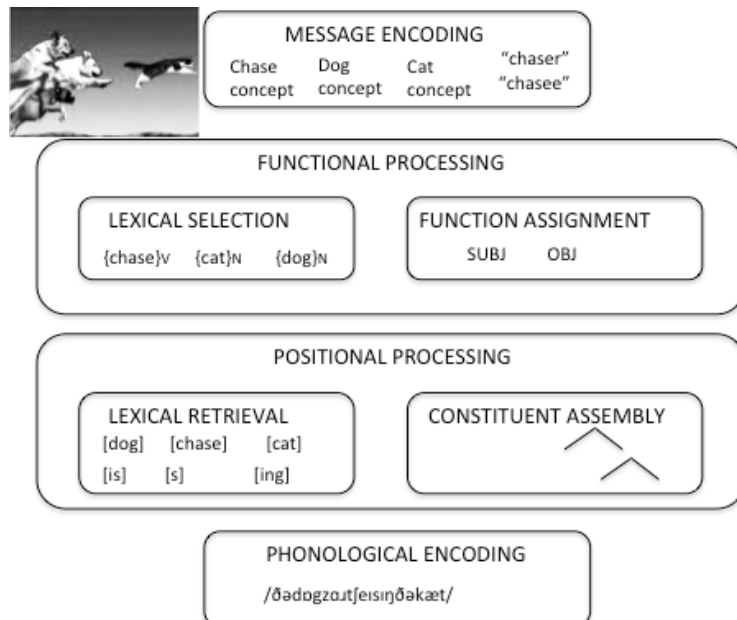 MESSAGE ENCODING
Chase concept
Dog concept
Cat concept
“chaser”
“chasee”
FUNCTIONAL PROCESSING
LEXICAL SELECTION
{chase}V {cat}N {dog}N
FUNCTION ASSIGNMENT
SUBJ OBJ
POSITIONAL PROCESSING
LEXICAL RETRIEVAL
[dog] [chase] [cat]
[is] [s] [ing]
CONSTITUENT ASSEMBLY
PHONOLOGICAL ENCODING
/ðədɒgzɑɹtʃeɪsɪŋðəkæt/